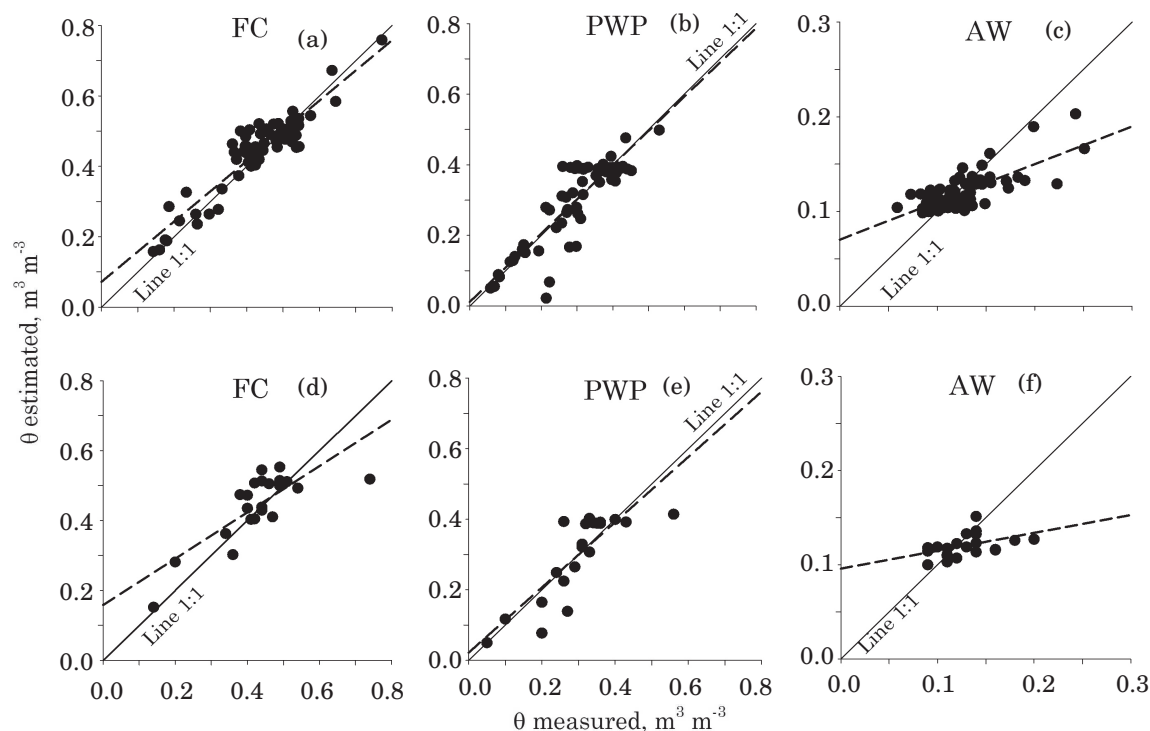 FC (a)
PWP (b)
AW (c)
0.8
0.6
0.4
0.2
0.0
Line 1:1
0.8
0.6
0.4
0.2
0.0
Line 1:1
0.3
0.2
0.1
0.0
Line 1:1
θ estimated, m³ m⁻³
FC (d)
PWP (e)
AW (f)
0.8
0.6
0.4
0.2
0.0
Line 1:1
0.8
0.6
0.4
0.2
0.0
Line 1:1
0.3
0.2
0.1
0.0
Line 1:1
0.0 0.2 0.4 0.6 0.8
0.0 0.2 0.4 0.6 0.8
0.0 0.1 0.2 0.3
θ measured, m³ m⁻³